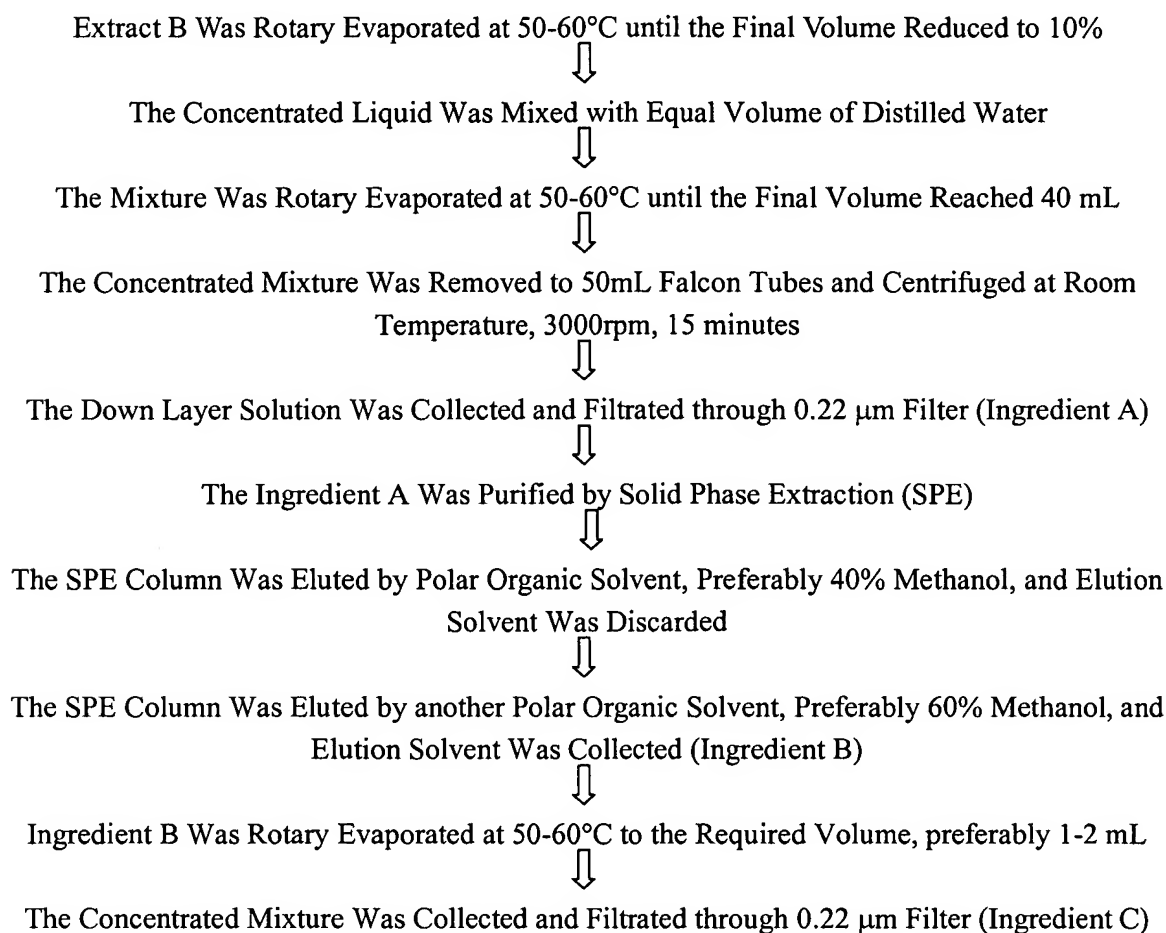 Extract B Was Rotary Evaporated at 50-60°C until the Final Volume Reduced to 10%
The Concentrated Liquid Was Mixed with Equal Volume of Distilled Water
The Mixture Was Rotary Evaporated at 50-60°C until the Final Volume Reached 40 mL
The Concentrated Mixture Was Removed to 50mL Falcon Tubes and Centrifuged at Room
Temperature, 3000rpm, 15 minutes
The Down Layer Solution Was Collected and Filtrated through 0.22 μm Filter (Ingredient A)
The Ingredient A Was Purified by Solid Phase Extraction (SPE)
The SPE Column Was Eluted by Polar Organic Solvent, Preferably 40% Methanol, and Elution
Solvent Was Discarded
The SPE Column Was Eluted by another Polar Organic Solvent, Preferably 60% Methanol, and
Elution Solvent Was Collected (Ingredient B)
Ingredient B Was Rotary Evaporated at 50-60°C to the Required Volume, preferably 1-2 mL
The Concentrated Mixture Was Collected and Filtrated through 0.22 μm Filter (Ingredient C)